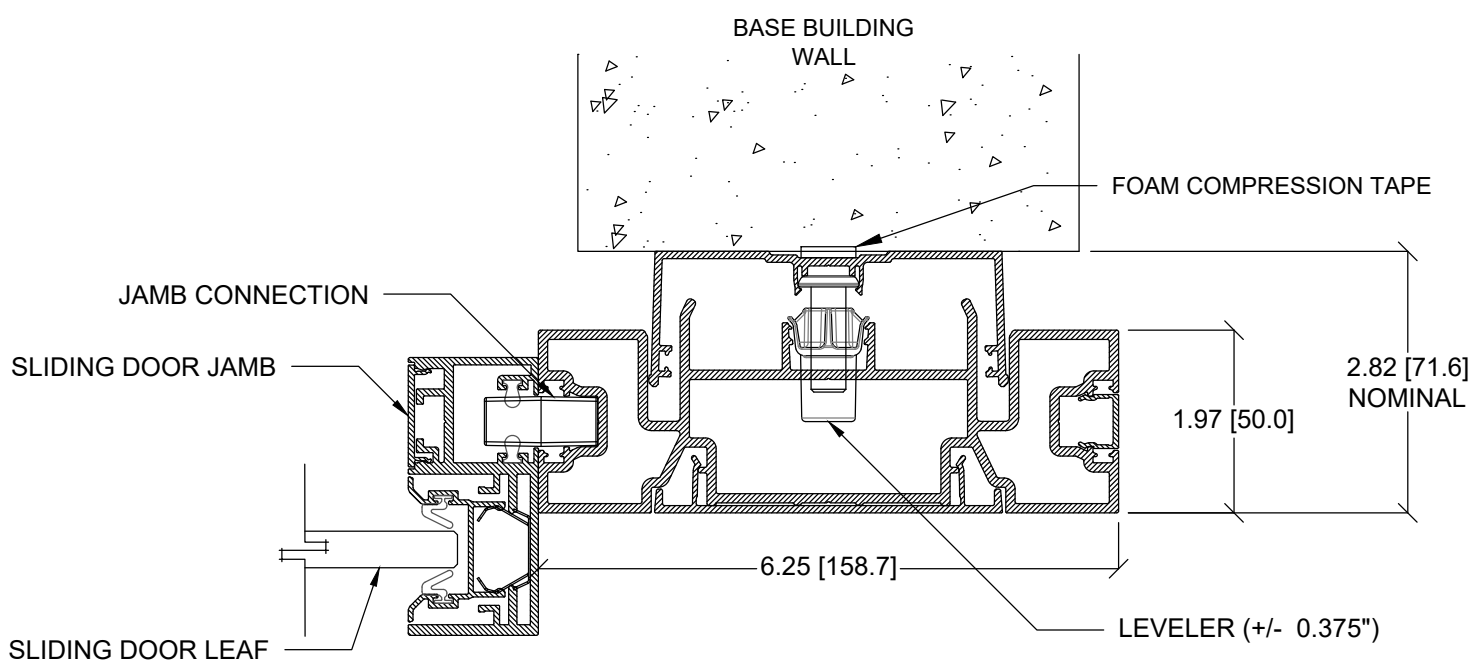 BASE BUILDING
WALL
FOAM COMPRESSION TAPE
JAMB CONNECTION
SLIDING DOOR JAMB
2.82 [71.6]
NOMINAL
1.97 [50.0]
6.25 [158.7]
LEVELER (+/- 0.375")
SLIDING DOOR LEAF